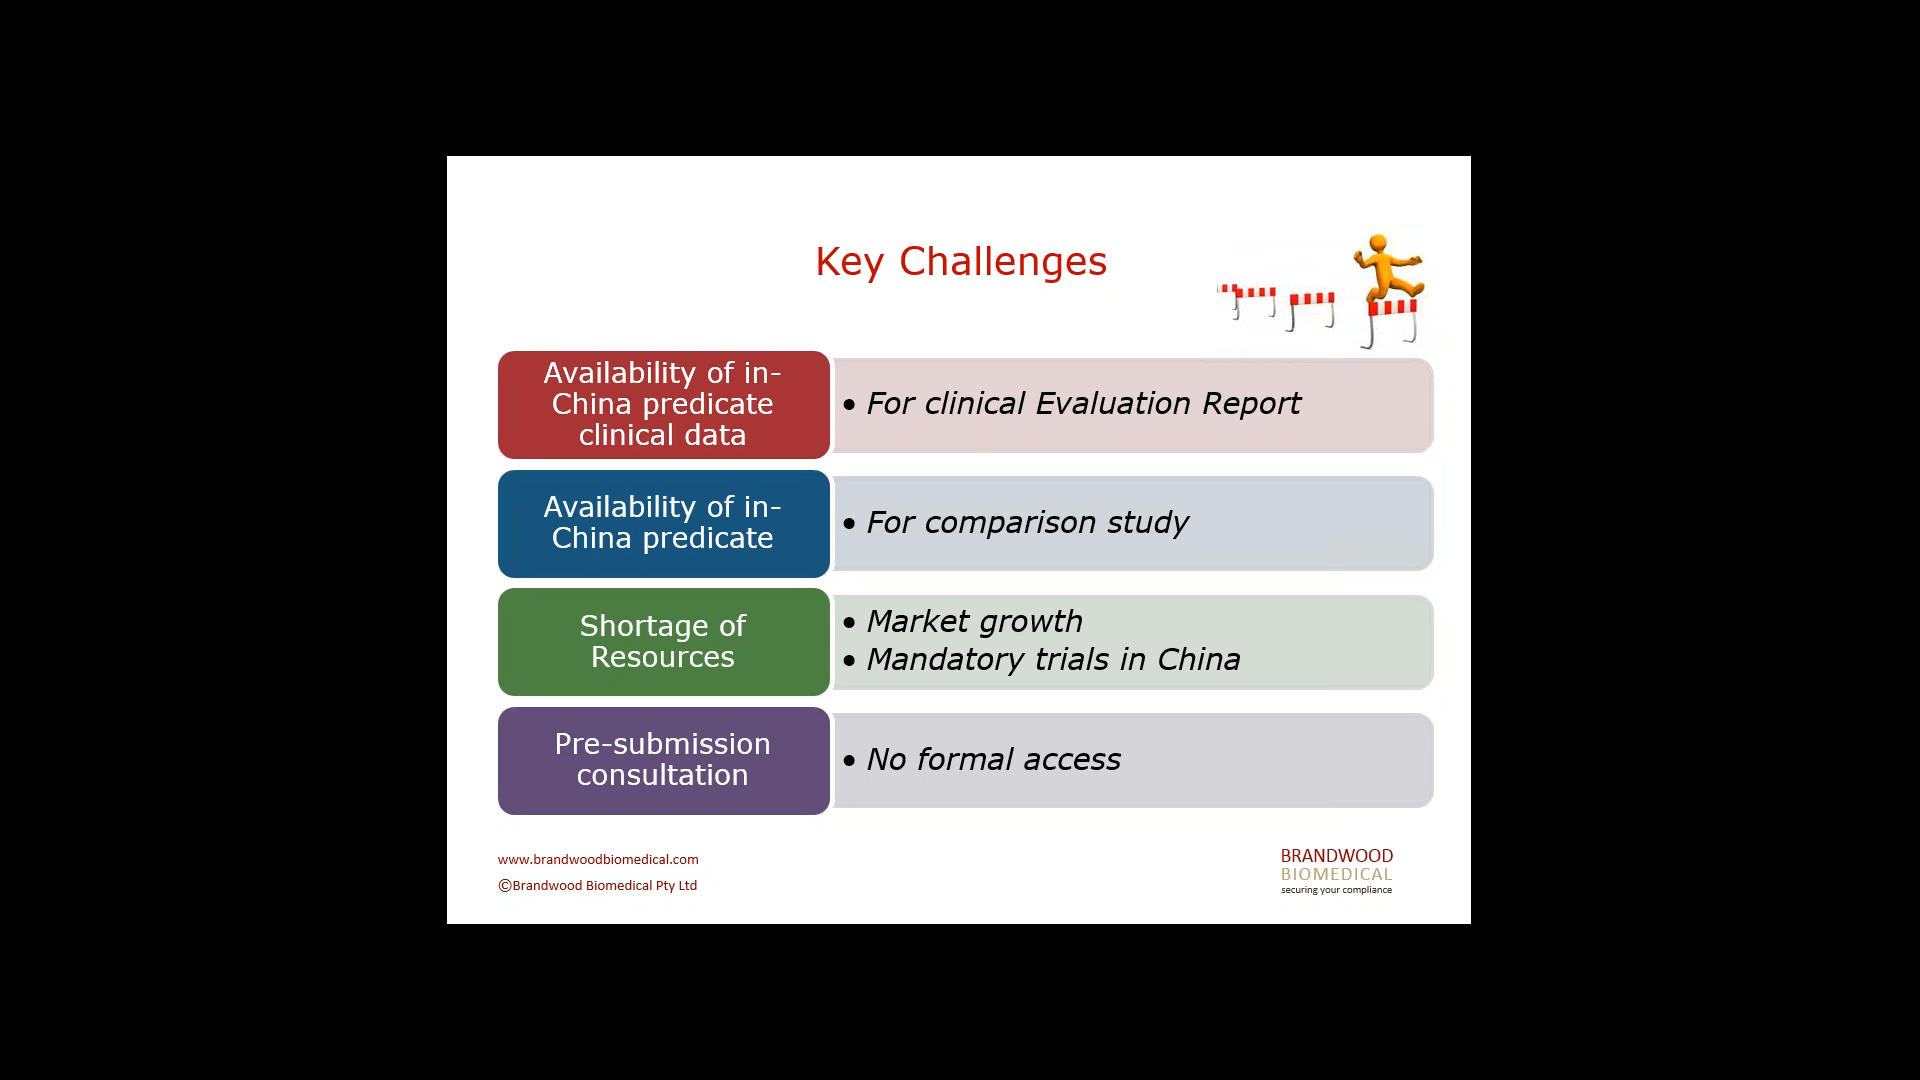 Key Challenges
Availability of in-
China predicate
clinical data
• For clinical Evaluation Report
Availability of in-
China predicate
• For comparison study
Shortage of
Resources
• Market growth
• Mandatory trials in China
Pre-submission
consultation
• No formal access
www.brandwoodbiomedical.com
©Brandwood Biomedical Pty Ltd
BRANDWOOD
BIOMEDICAL
securing your compliance